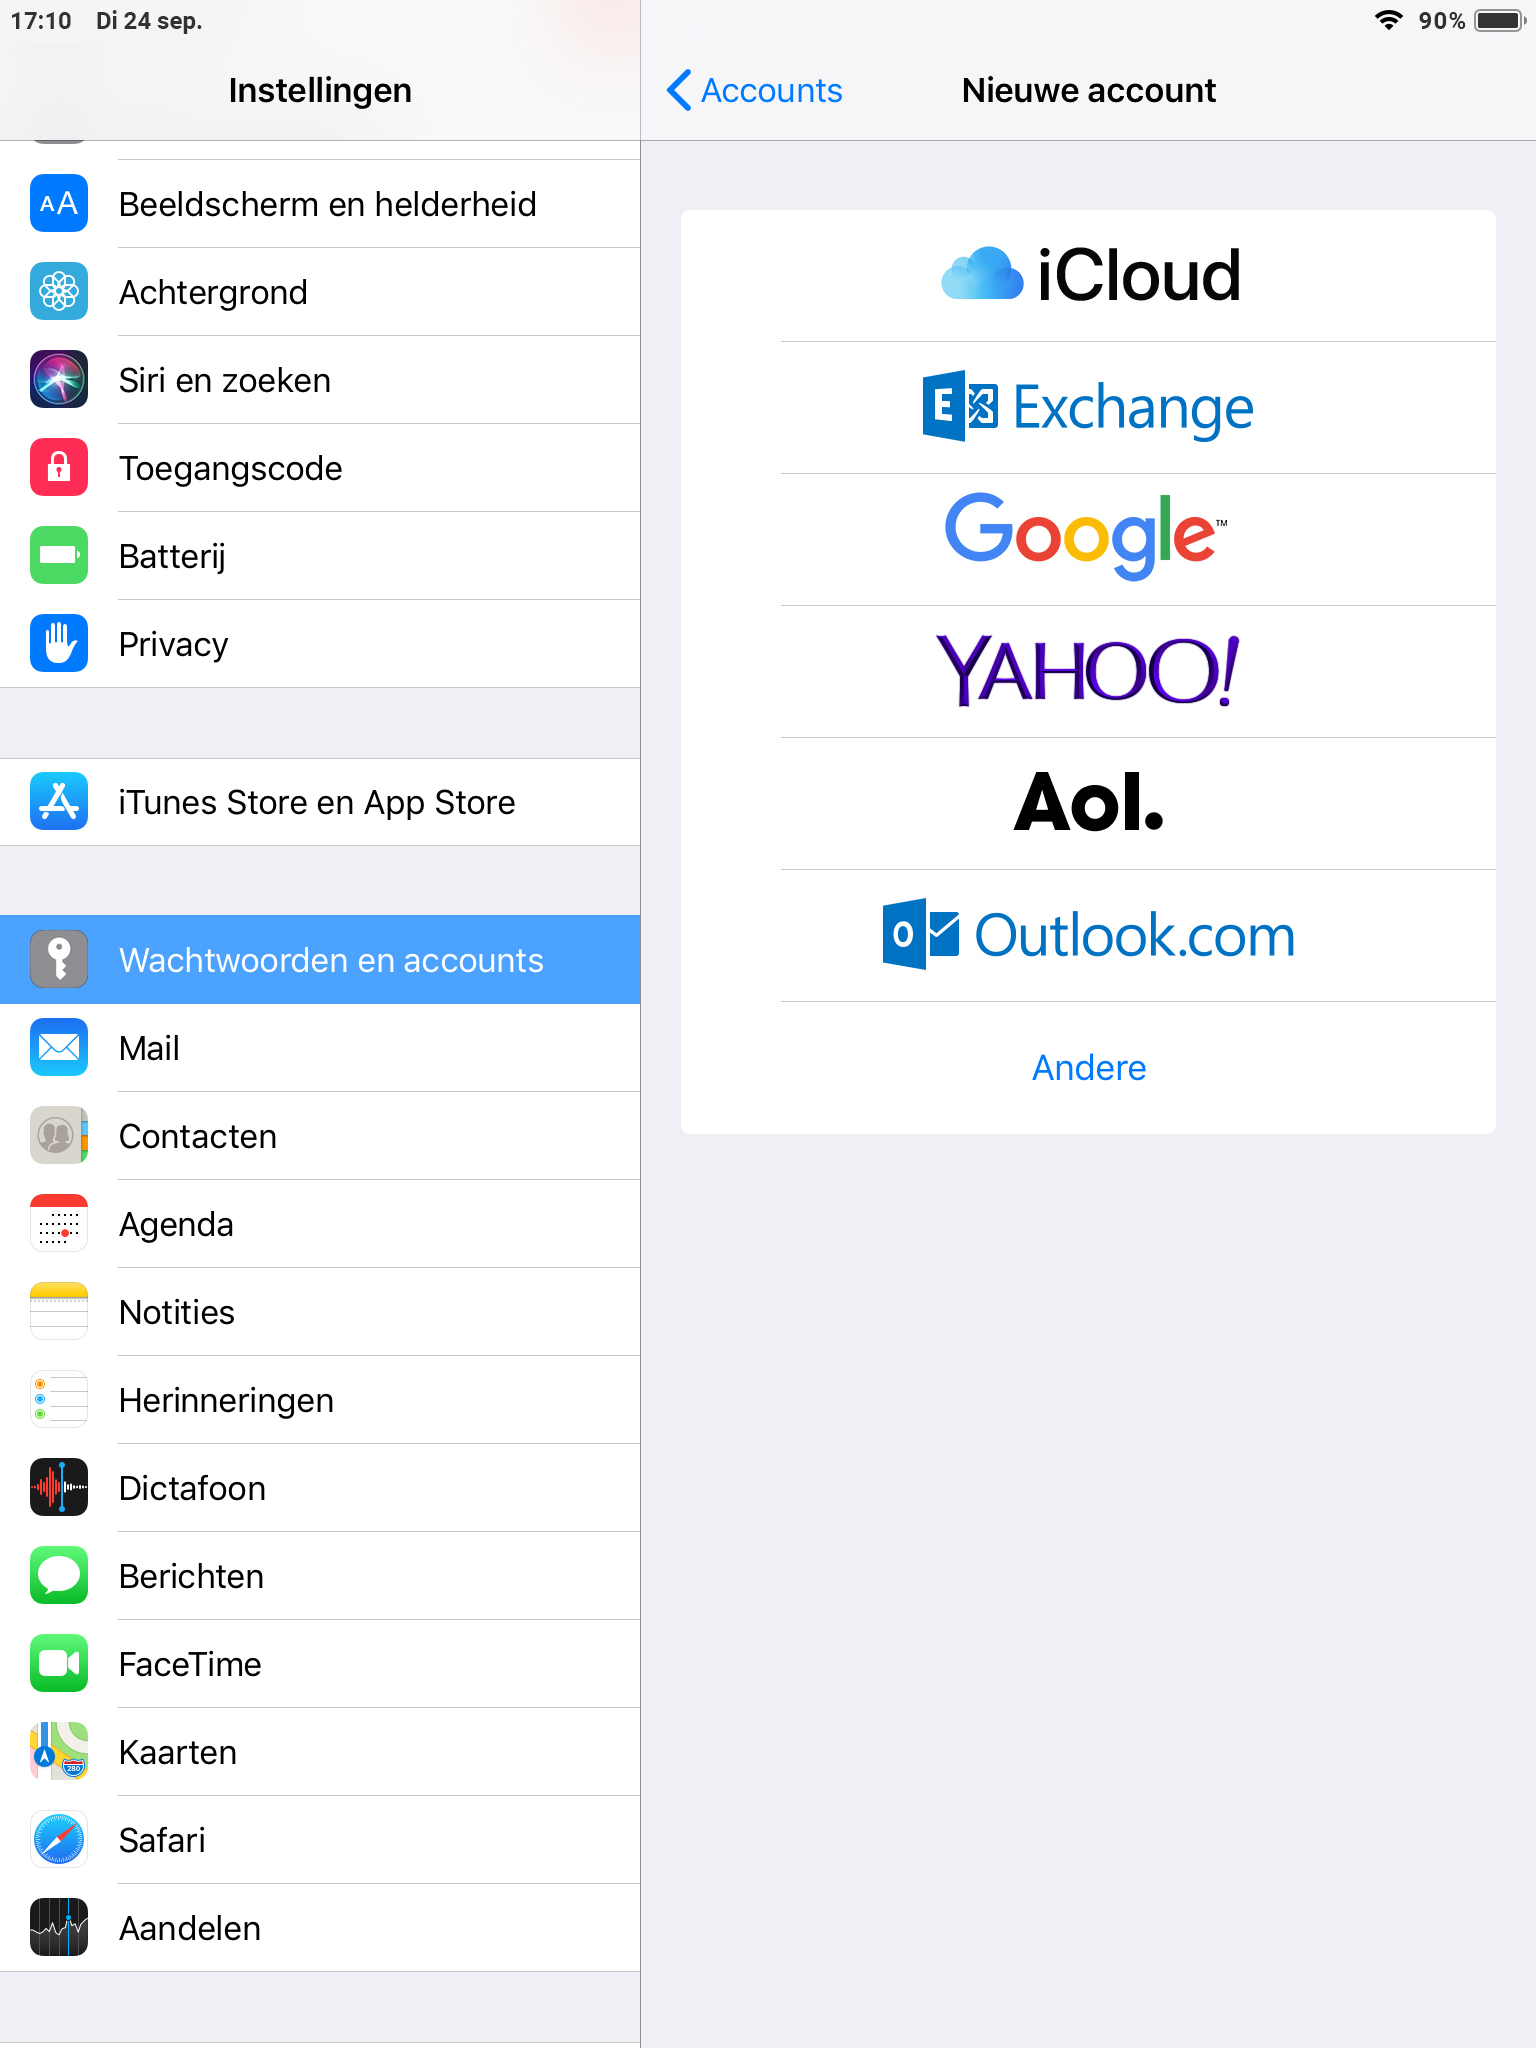 17:10 Di 24 sep.
90%
Instellingen
Beeldscherm en helderheid
Achtergrond
Siri en zoeken
Toegangscode
Batterij
Privacy
iTunes Store en App Store
Wachtwoorden en accounts
Mail
Contacten
Agenda
Notities
Herinneringen
Dictafoon
Berichten
FaceTime
Kaarten
Safari
Aandelen
Accounts
Nieuwe account
iCloud
Exchange
Google™
YAHOO!
Aol.
Outlook.com
Andere